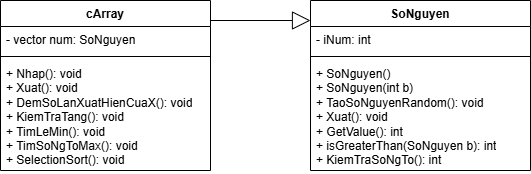 cArray
- vector num: SoNguyen
+ Nhap(): void
+ Xuat(): void
+ DemSoLanXuatHienCuaX(): void
+ KiemTraTang(): void
+ TimLeMin(): void
+ TimSoNgToMax(): void
+ SelectionSort(): void
SoNguyen
- iNum: int
+ SoNguyen()
+ SoNguyen(int b)
+ TaoSoNguyenRandom(): void
+ Xuat(): void
+ GetValue(): int
+ isGreaterThan(SoNguyen b): int
+ KiemTraSoNgTo(): int